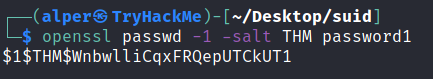 ┌──(alper㉿TryHackMe)-[~/Desktop/suid]
└─$ openssl passwd -1 -salt THM password1
$1$THM$WnbwlliCqxFRQepUTCkUT1